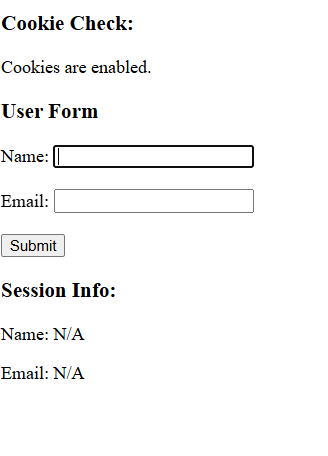 Cookie Check:
Cookies are enabled.
User Form
Name:
Email:
Submit
Session Info:
Name: N/A
Email: N/A